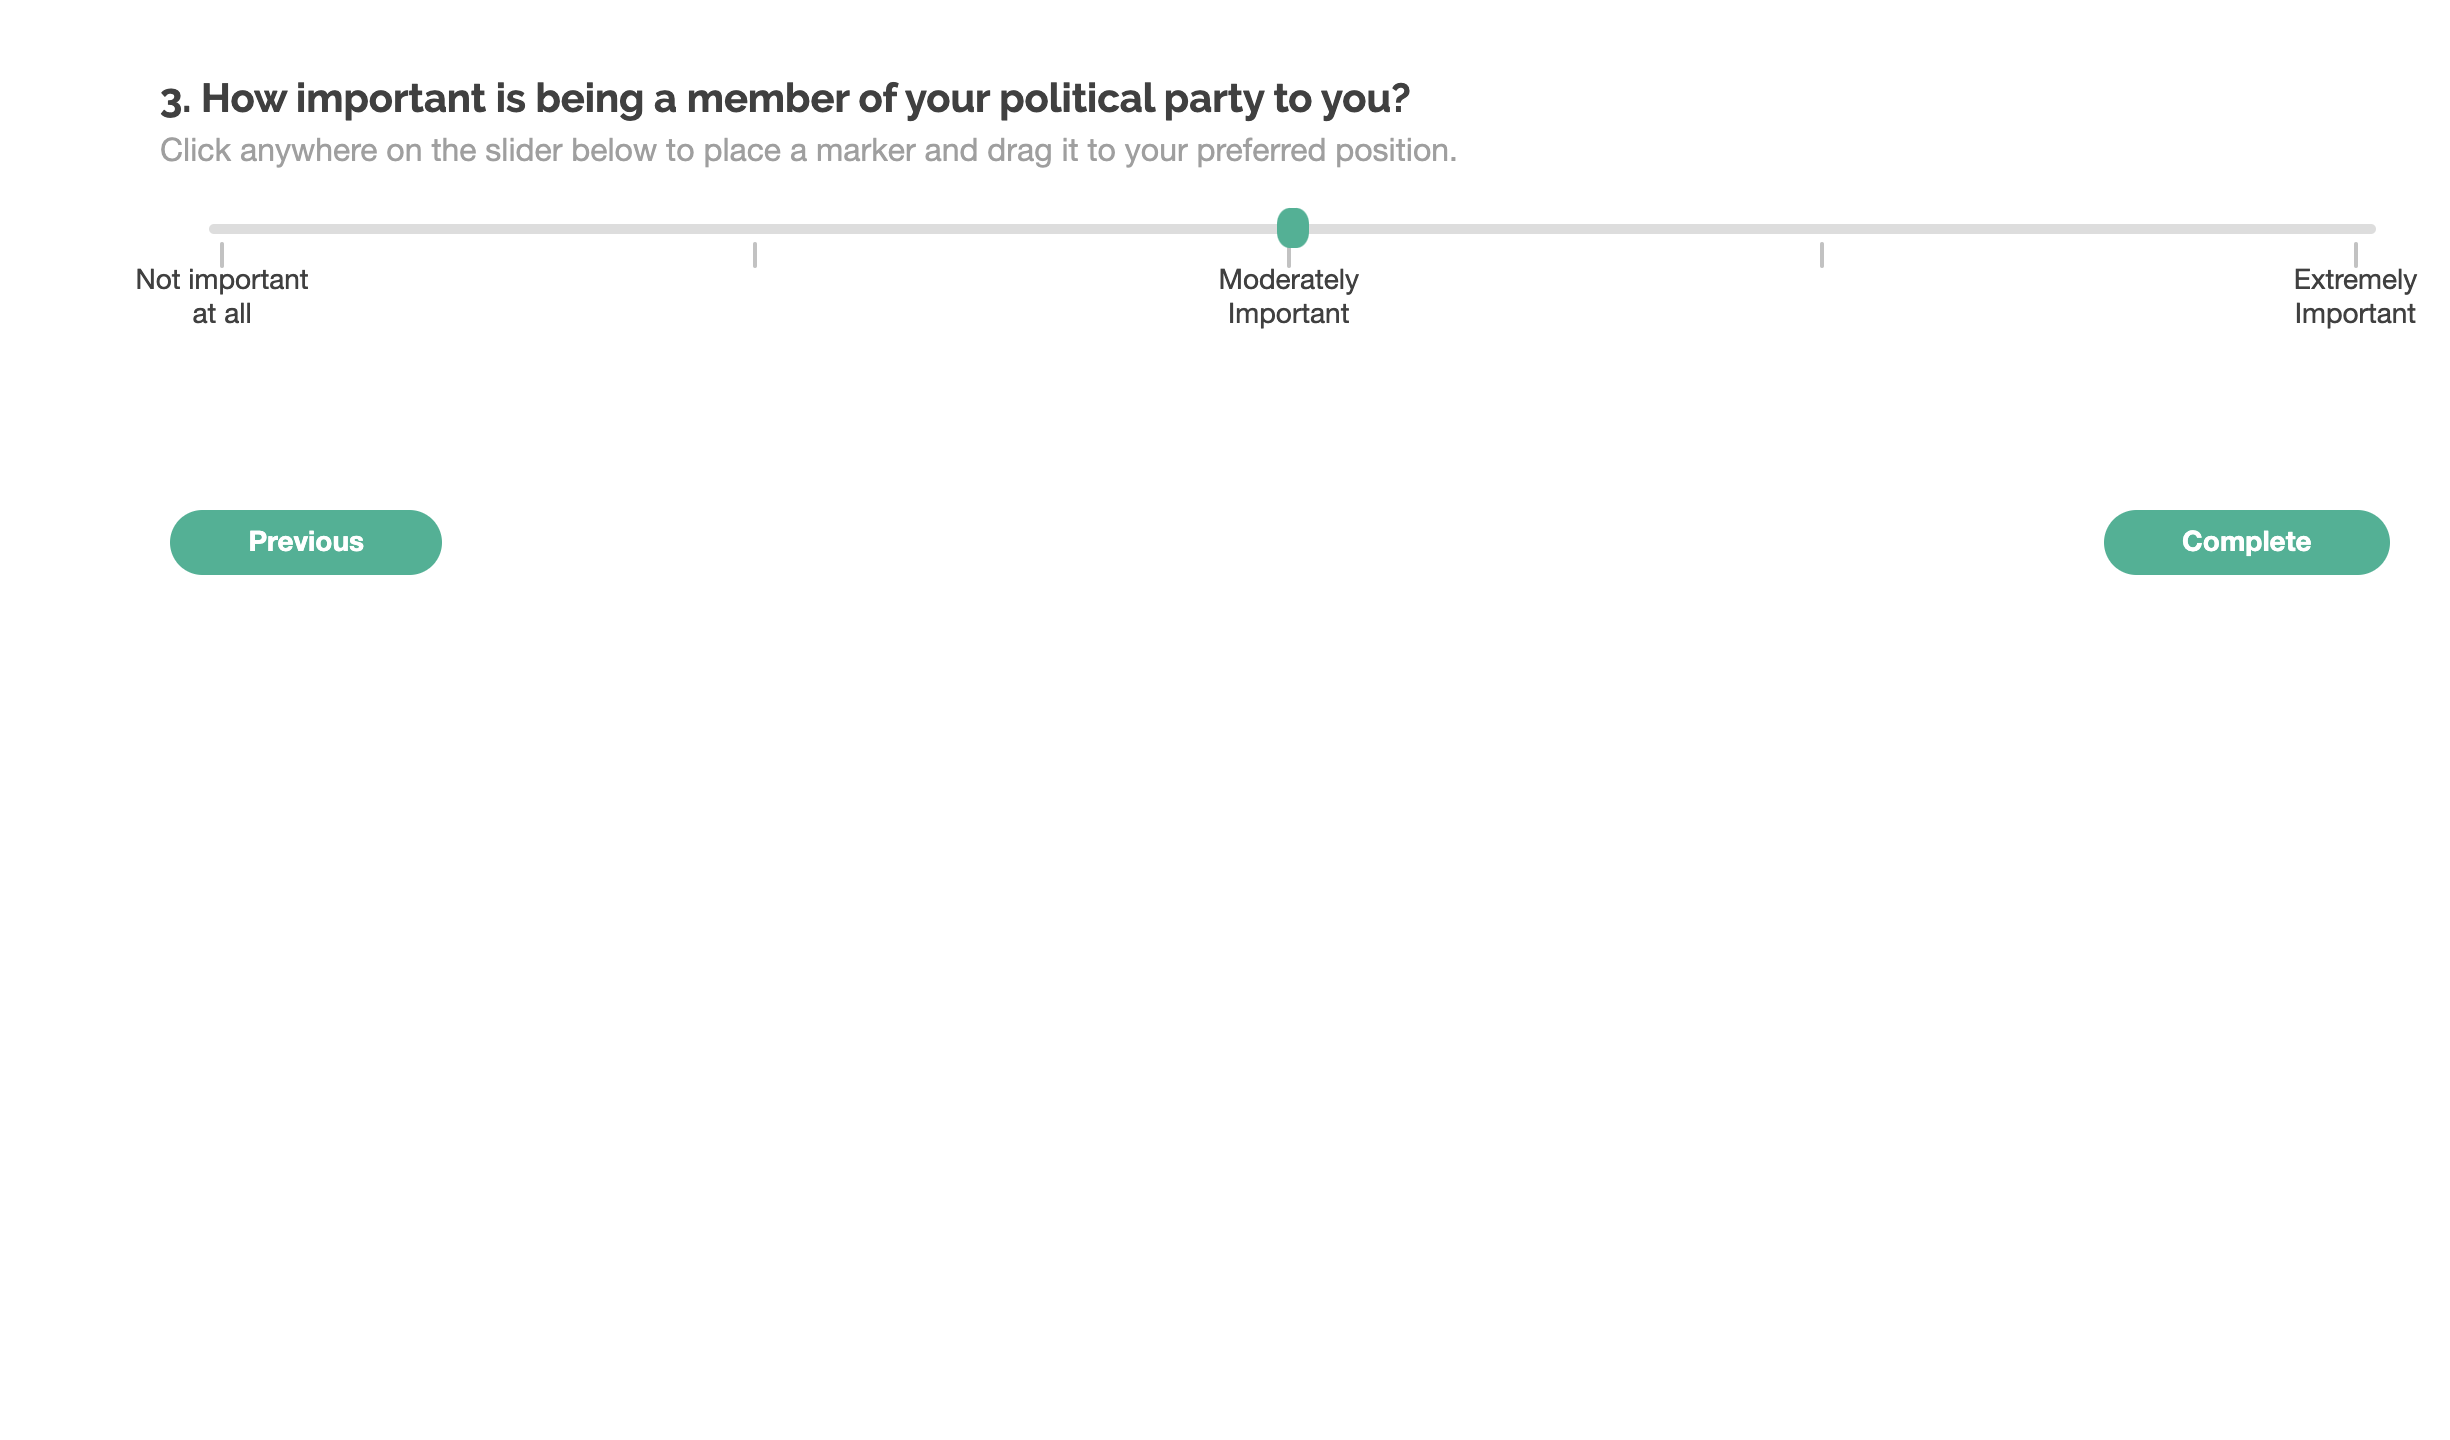 3. How important is being a member of your political party to you?
Click anywhere on the slider below to place a marker and drag it to your preferred position.
Not important
at all
Moderately
Important
Extremely
Important
Previous
Complete